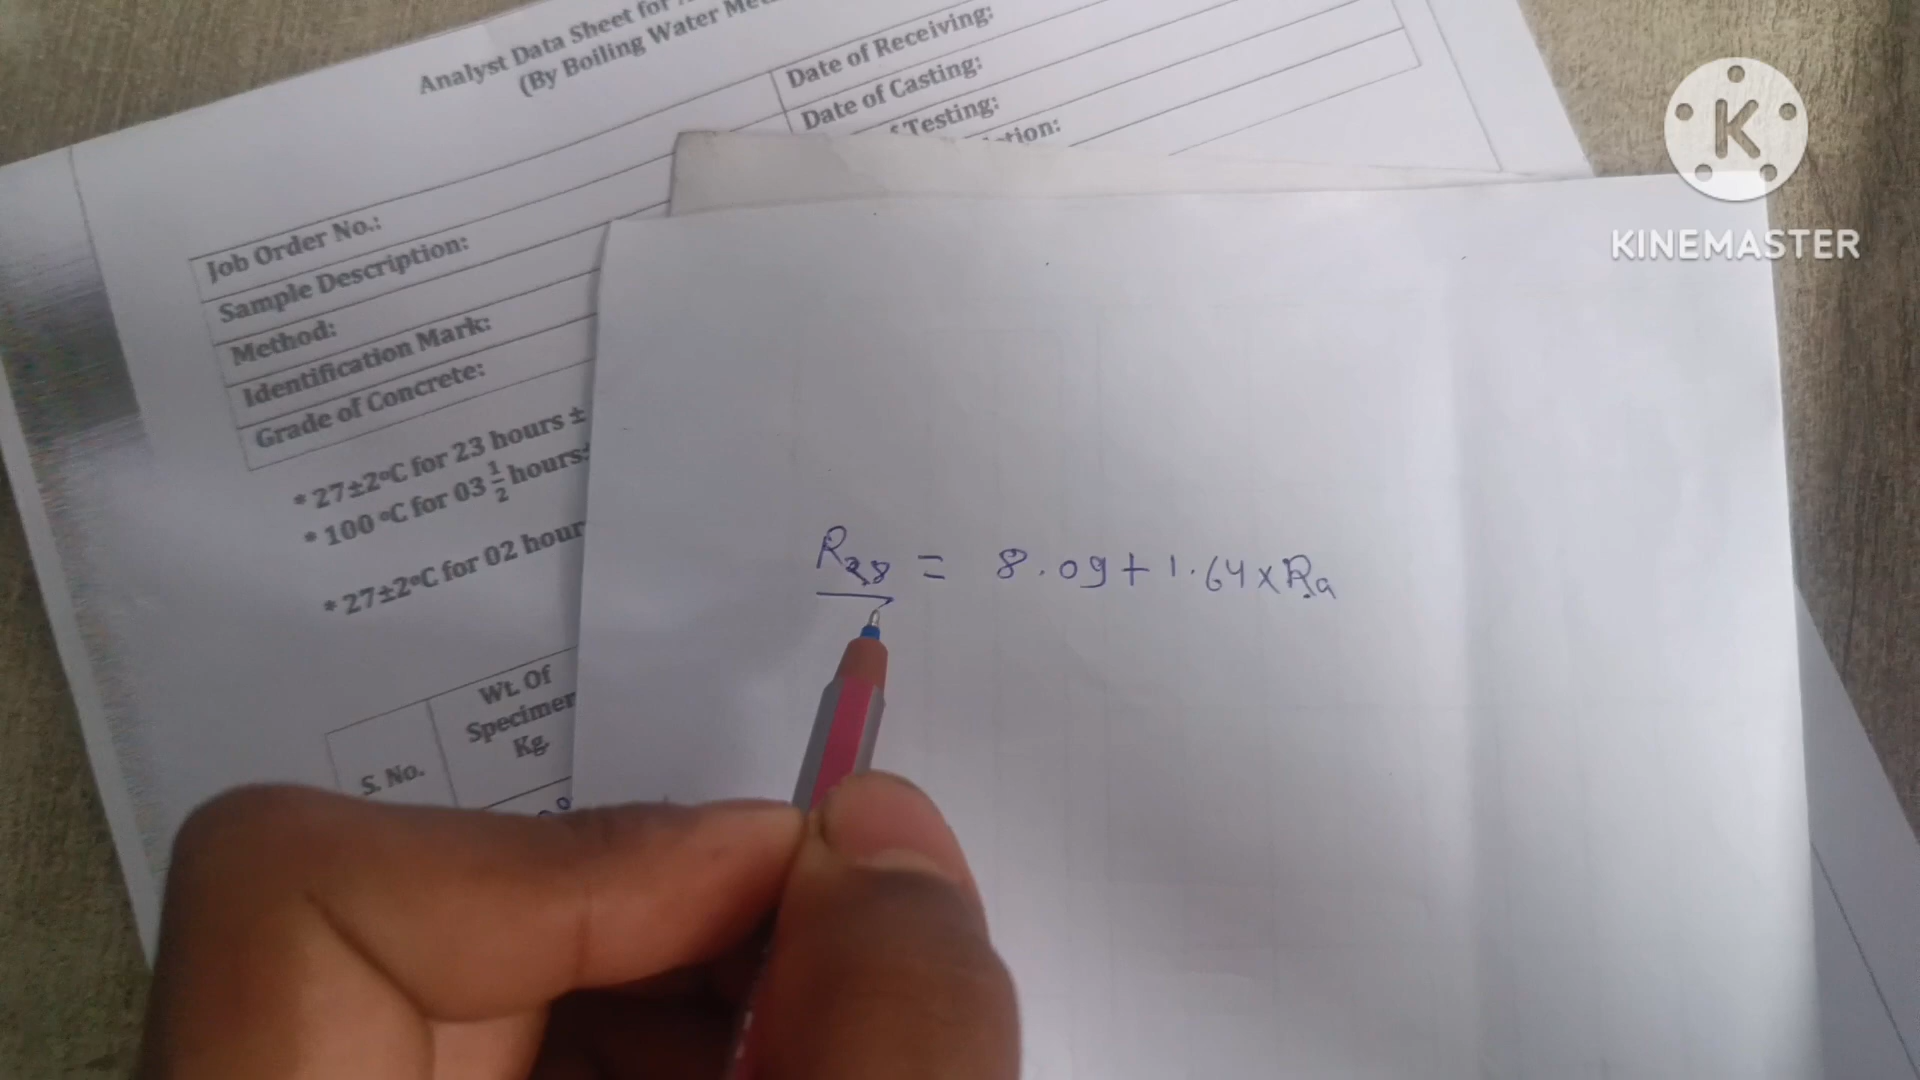 Analyst Data Sheet for
(By Boiling Water
Date of Receiving:
Date of Casting:
Testing:
Job Order No.:
Sample Description:
Method:
Identification Mark:
Grade of Concrete:
* 27±2°C for 23 hours ±
* 100 °C for 03 1/2 hours±
* 27±2°C for 02 hour
S. No.
Wt. Of
Specimen
Kg
R28 = 8.09 + 1.64 x Ra
K
KINEMASTER